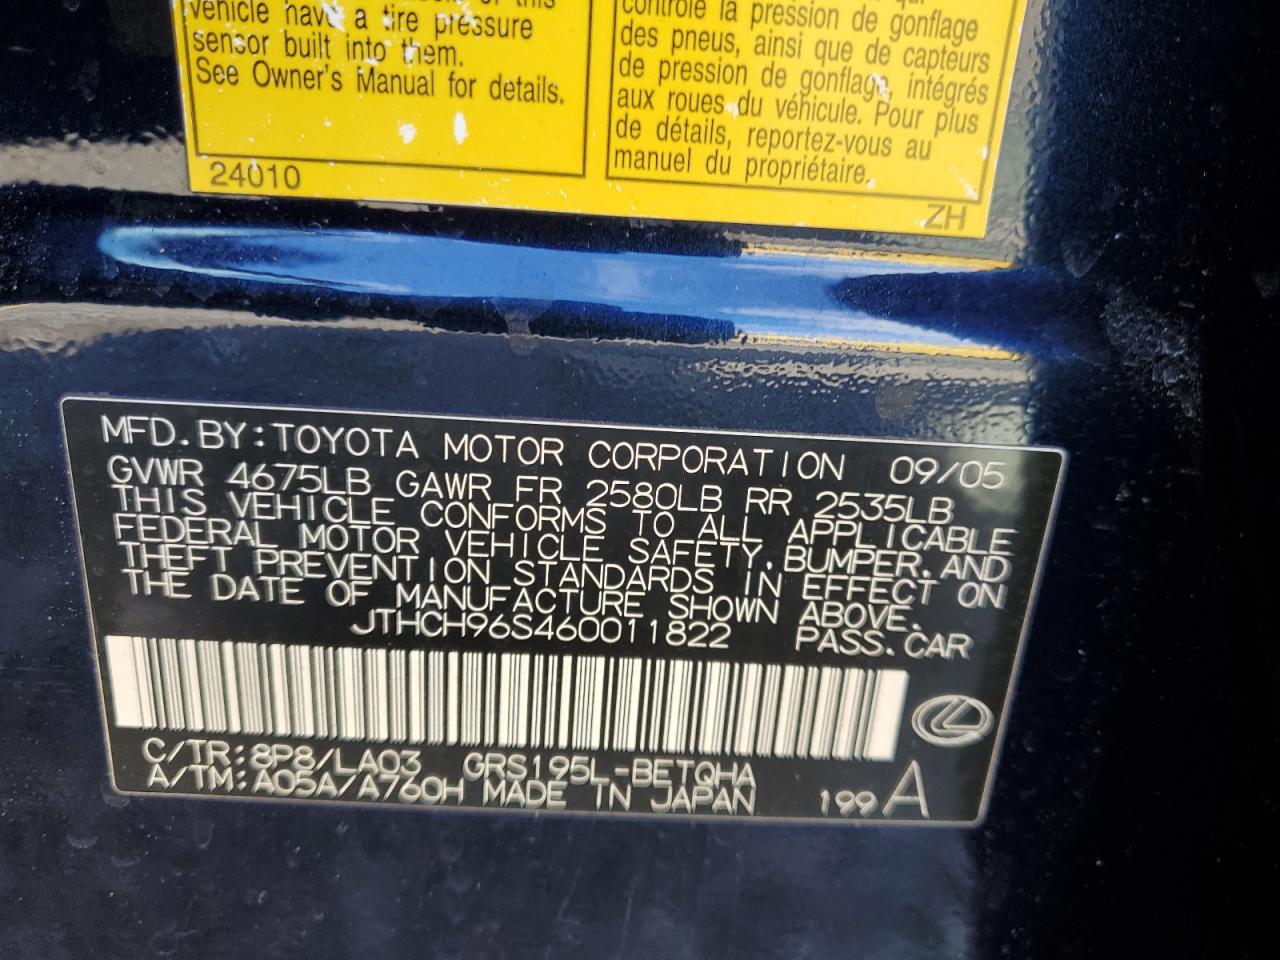 vehicle have a tire pressure
sensor built into them.
See Owner's Manual for details.
24010
contrôle la pression de gonflage
des pneus, ainsi que de capteurs
de pression de gonflage, intégrés
aux roues du véhicule. Pour plus
de détails, reportez-vous au
manuel du propriétaire.
ZH
MFD.BY:TOYOTA MOTOR CORPORATION 09/05
GVWR 4675LB GAWR FR 2580LB RR 2535LB
THIS VEHICLE CONFORMS TO ALL APPLICABLE
FEDERAL MOTOR VEHICLE SAFETY,BUMPER,AND
THEFT PREVENTION STANDARDS IN EFFECT ON
THE DATE OF MANUFACTURE SHOWN ABOVE.
JTHCH96S460011822 PASS.CAR
C/TR:8P8/LA03 GRS195L-BETQHA
A/TM:A05A/A760H MADE IN JAPAN 199 A